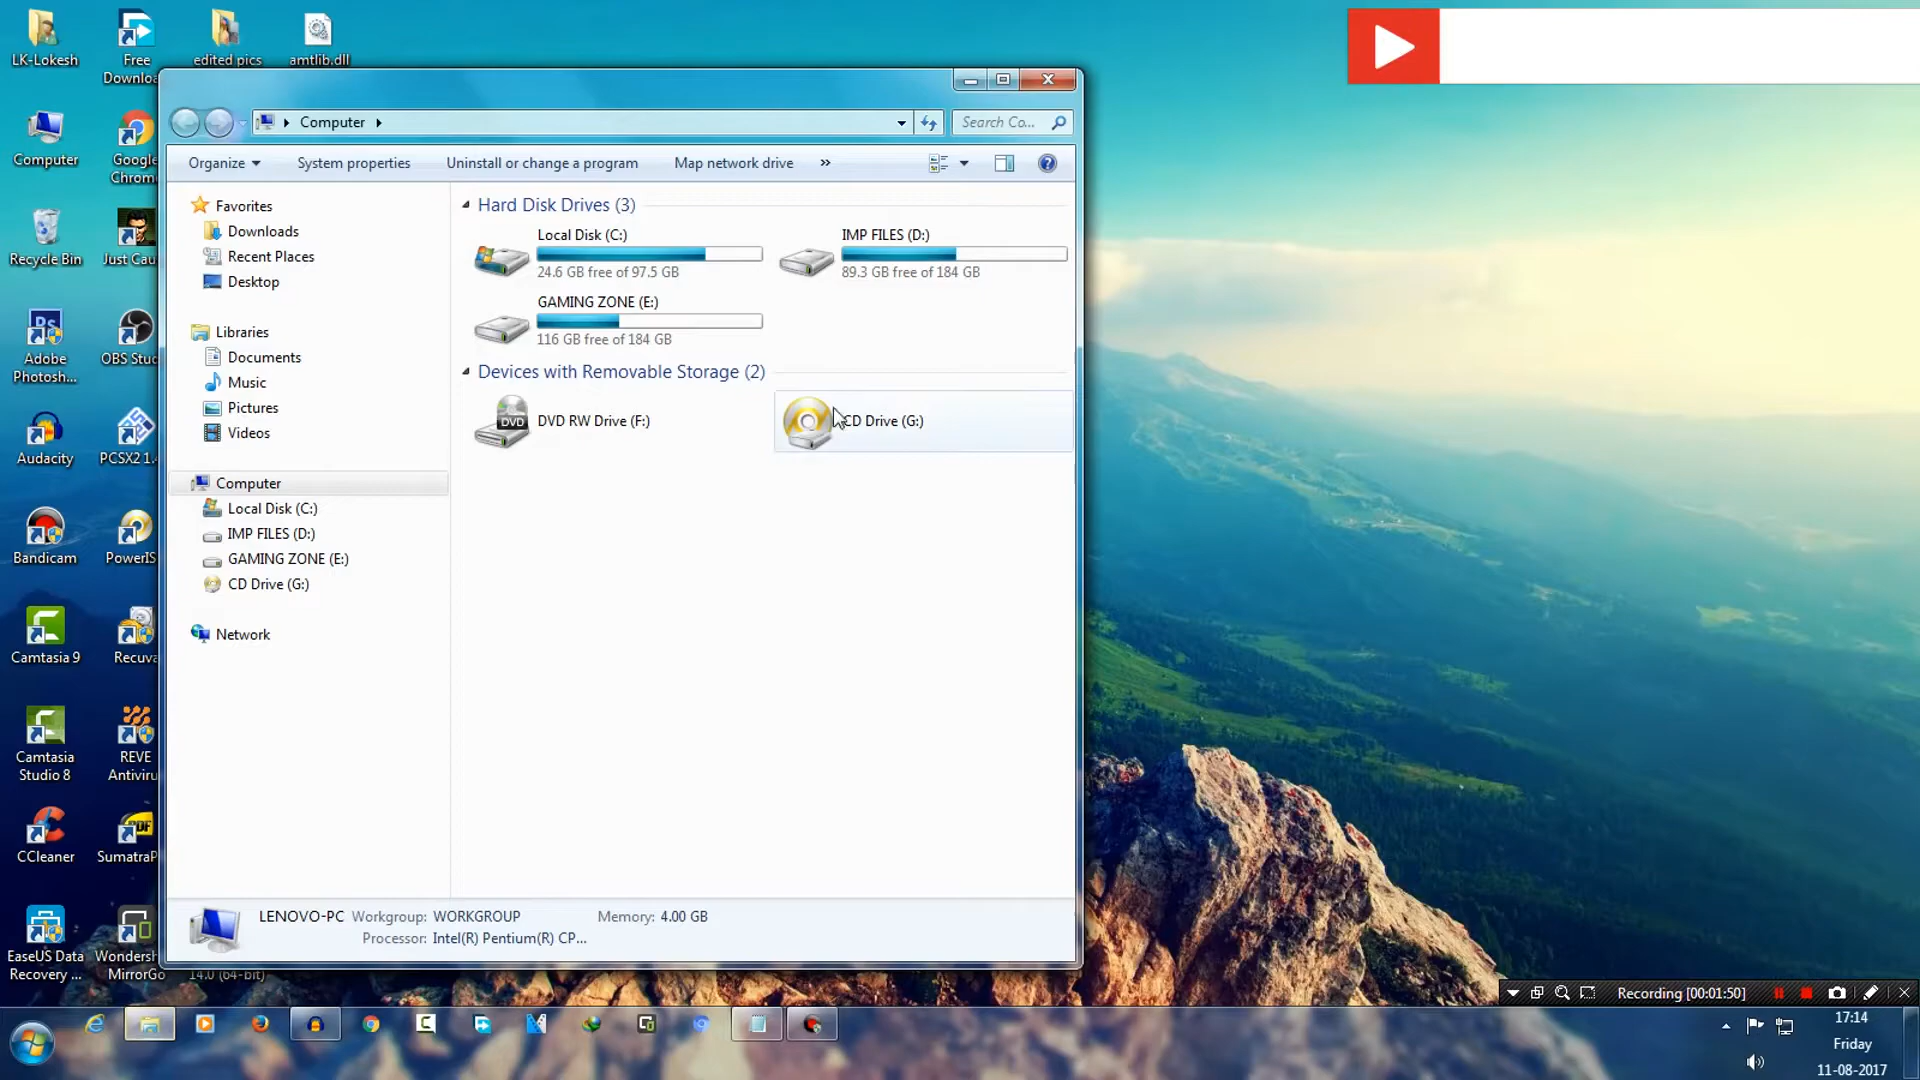 LK-Lokesh
Free
Downlo
edited pics
amtlib.dll
Computer
Google
Chrom
Recycle Bin
Just Cau
Adobe
Photosh...
OBS Stu
Audacity
PCSX2 1.4
Bandicam
PowerIS
Camtasia 9
Recuva
Camtasia
Studio 8
REVE
Antiviru
CCleaner
SumatraP
EaseUS Data
Recovery ...
Wondersh
MirrorGo
14.0 (64-bit)
Computer
Search Co...
Organize
System properties
Uninstall or change a program
Map network drive
»
Favorites
Downloads
Recent Places
Desktop
Libraries
Documents
Music
Pictures
Videos
Computer
Local Disk (C:)
IMP FILES (D:)
GAMING ZONE (E:)
CD Drive (G:)
Network
Hard Disk Drives (3)
Local Disk (C:)
24.6 GB free of 97.5 GB
IMP FILES (D:)
89.3 GB free of 184 GB
GAMING ZONE (E:)
116 GB free of 184 GB
Devices with Removable Storage (2)
DVD
DVD RW Drive (F:)
CD Drive (G:)
LENOVO-PC Workgroup: WORKGROUP Memory: 4.00 GB
Processor: Intel(R) Pentium(R) CP...
Recording [00:01:50]
17:14
Friday
11-08-2017